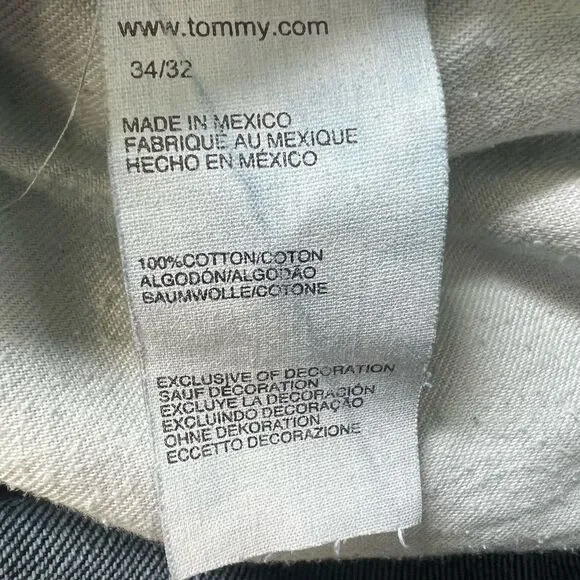 www.tommy.com
34/32
MADE IN MEXICO
FABRIQUE AU MEXIQUE
HECHO EN MÉXICO
100%COTTON/COTON
ALGODÓN/ALGODÃO
BAUMWOLLE/COTONE
EXCLUSIVE OF DECORATION
SAUF DÉCORATION
EXCLUYE LA DECORACIÓN
EXCLUINDO DECORAÇÃO
OHNE DEKORATION
ECCETTO DECORAZIONE